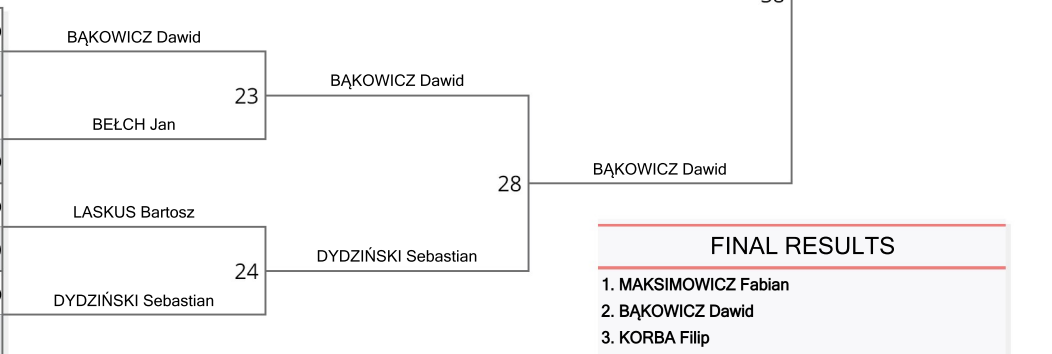 BĄKOWICZ Dawid
23
BĄKOWICZ Dawid
BEŁCH Jan
28
BĄKOWICZ Dawid
LASKUS Bartosz
24
DYDZIŃSKI Sebastian
DYDZIŃSKI Sebastian
FINAL RESULTS
1. MAKSIMOWICZ Fabian
2. BĄKOWICZ Dawid
3. KORBA Filip